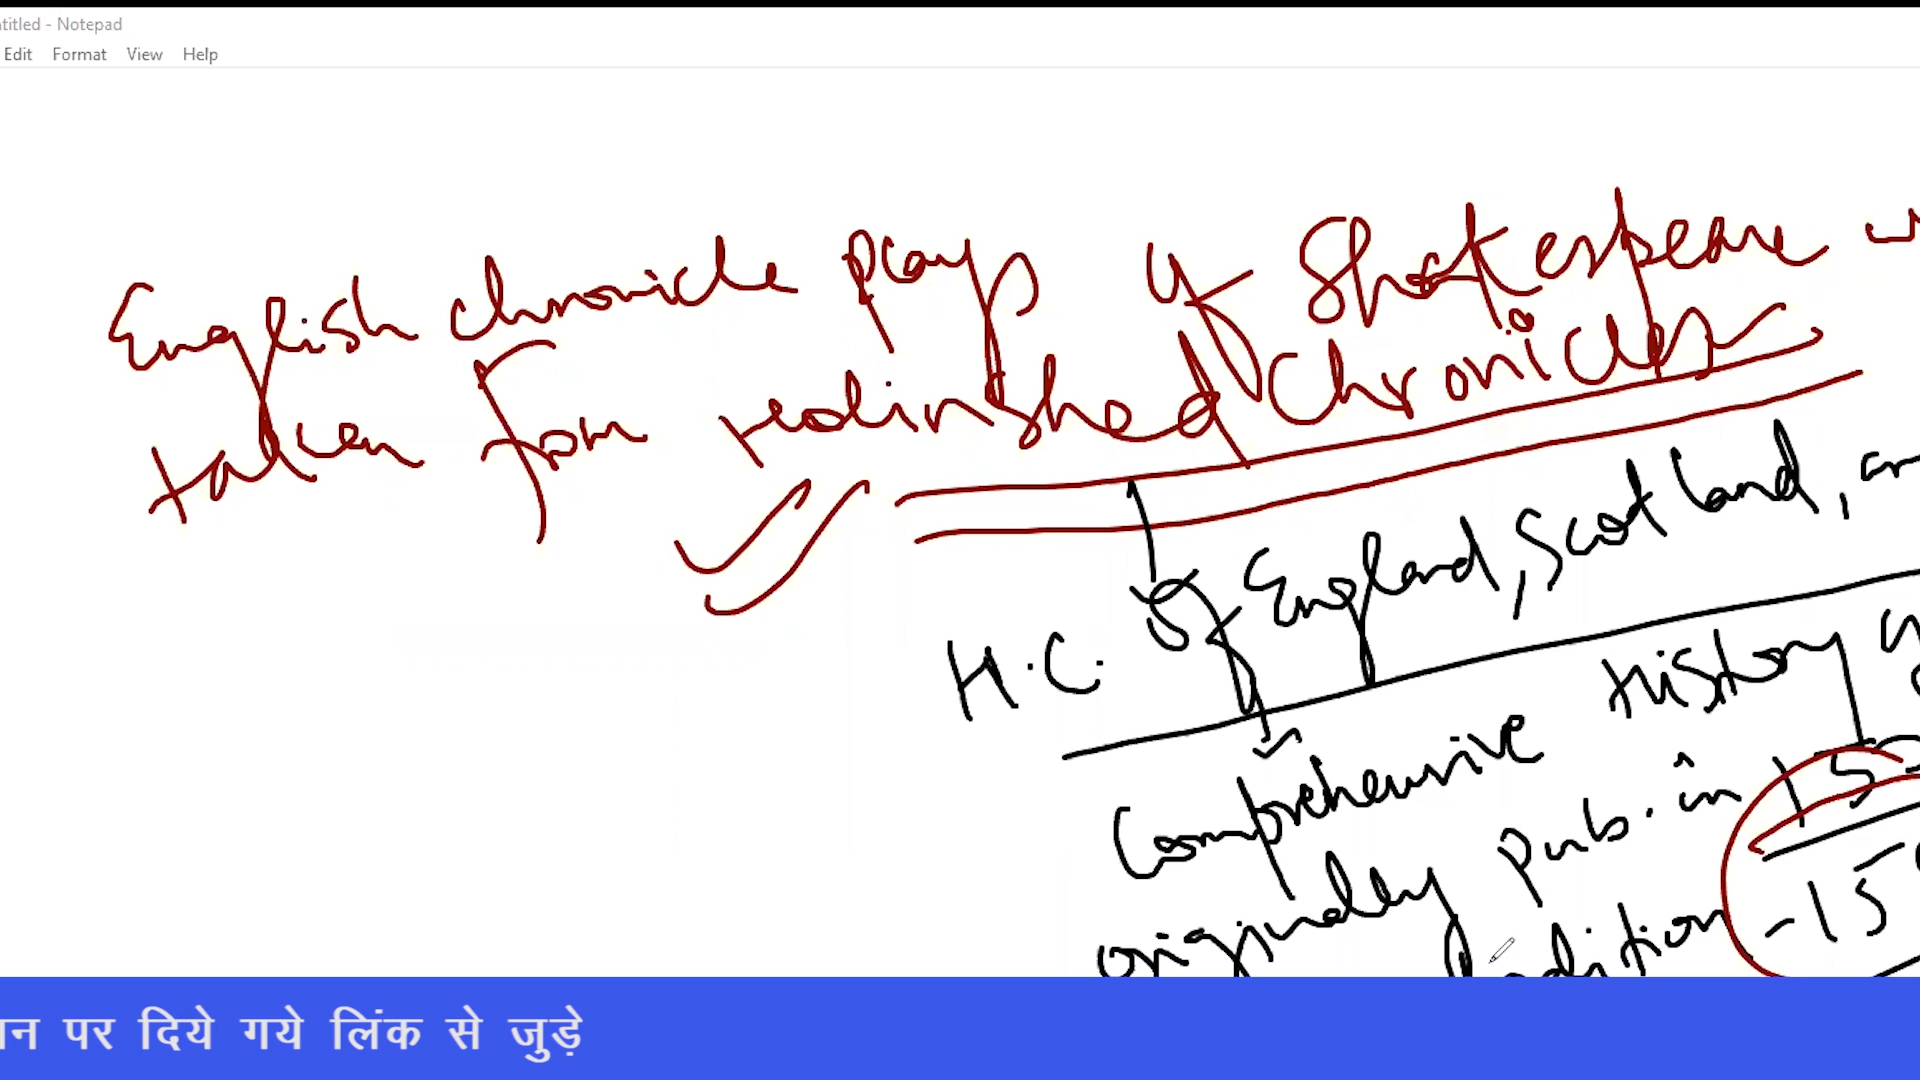 titled - Notepad
Edit Format View Help
English chronicle plays of Shakespeare
taken from Holinshed Chronicles
H.C. Of England, Scotland,
Comprehensive History
originally pub. in
edition
पर दिये गये लिंक से जुड़े